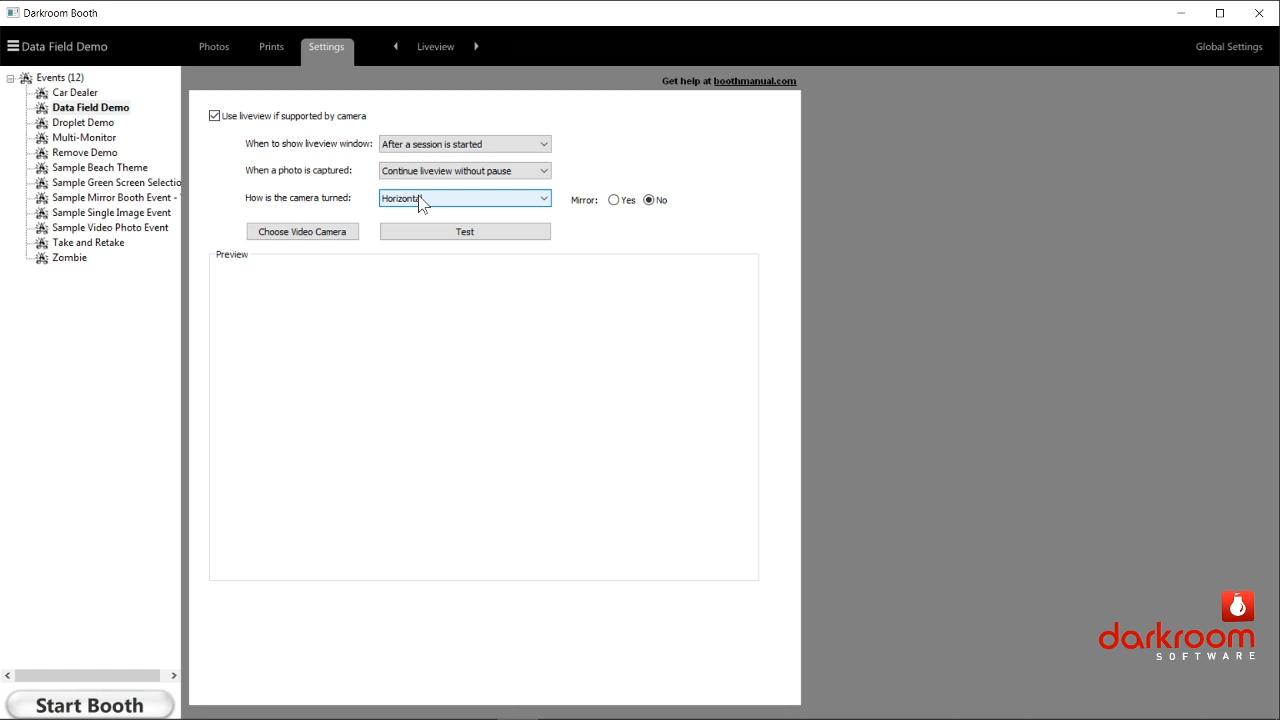 Darkroom Booth
Data Field Demo
Photos
Prints
Settings
Liveview
Global Settings
Events (12)
Car Dealer
Data Field Demo
Droplet Demo
Multi-Monitor
Remove Demo
Sample Beach Theme
Sample Green Screen Selectio
Sample Mirror Booth Event -
Sample Single Image Event
Sample Video Photo Event
Take and Retake
Zombie
Start Booth
Get help at boothmanual.com
Use liveview if supported by camera
When to show liveview window: After a session is started
When a photo is captured: Continue liveview without pause
How is the camera turned: Horizontal Mirror: Yes No
Choose Video Camera Test
Preview
darkroom
SOFTWARE